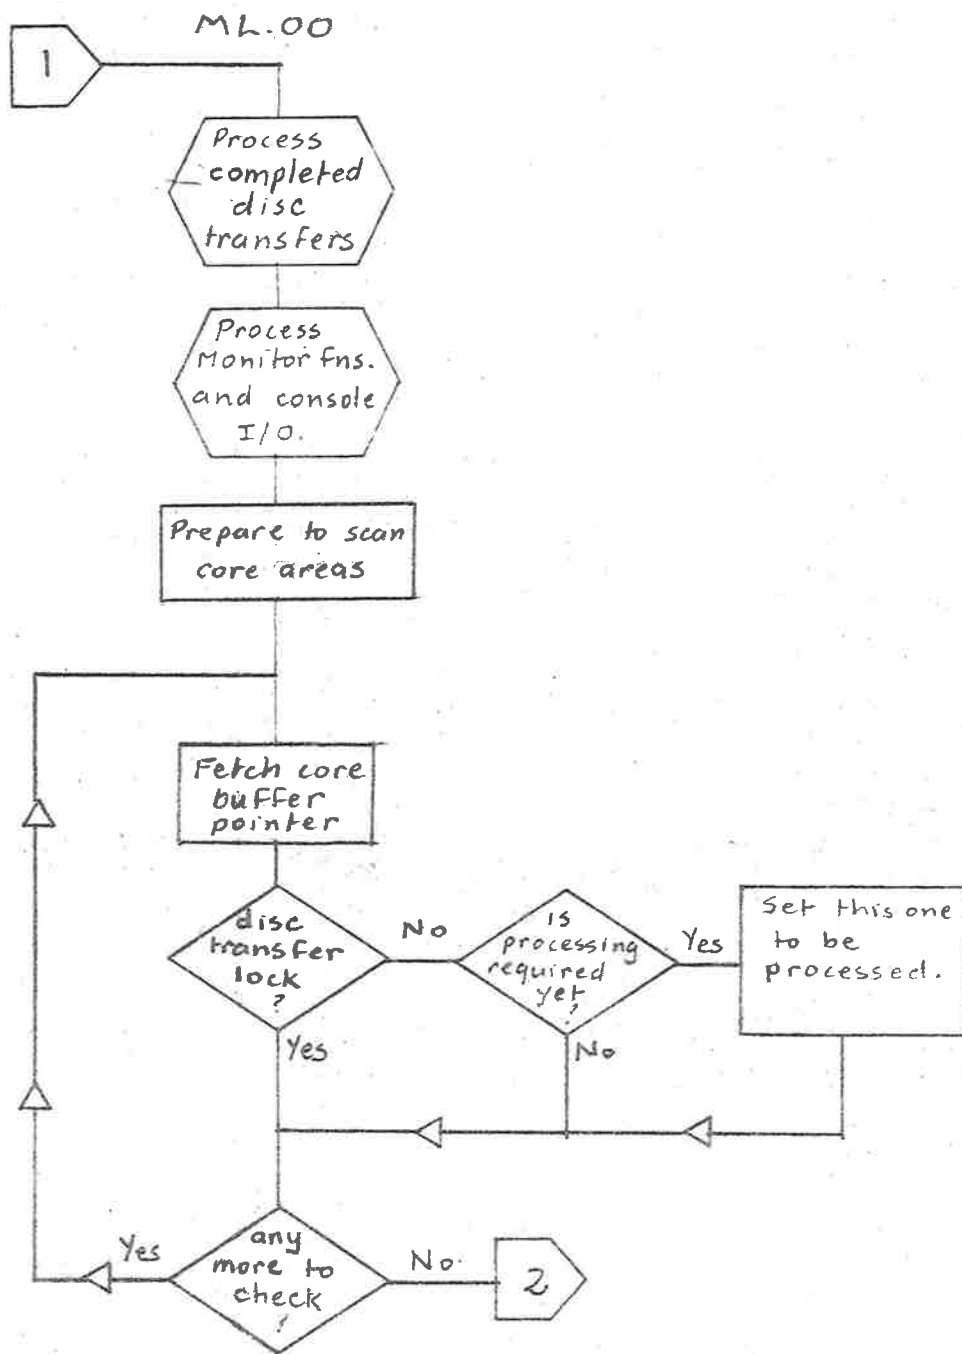 ML.00
1
Process
completed
disc
transfers
Process
Monitor Fns.
and console
I/O.
Prepare to scan
core areas
Fetch core
buffer
pointer
disc
transfer
lock
?
No
is
processing
required
yet
?
Yes
Set this one
to be
processed.
Yes
No
any
more to
check
?
Yes
No.
2